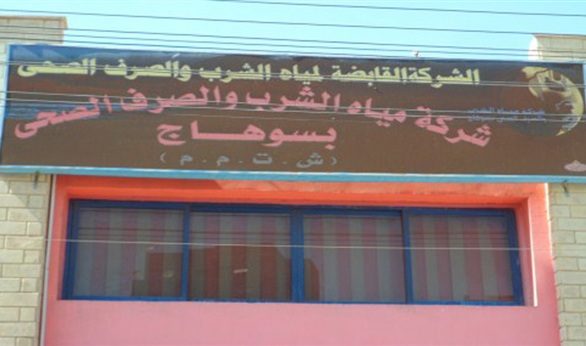 الشركة القابضة لمياه الشرب والصرف الصحى
شركة مياه الشرب والصرف الصحى
بسوهاج
(ش . ت . م . م)